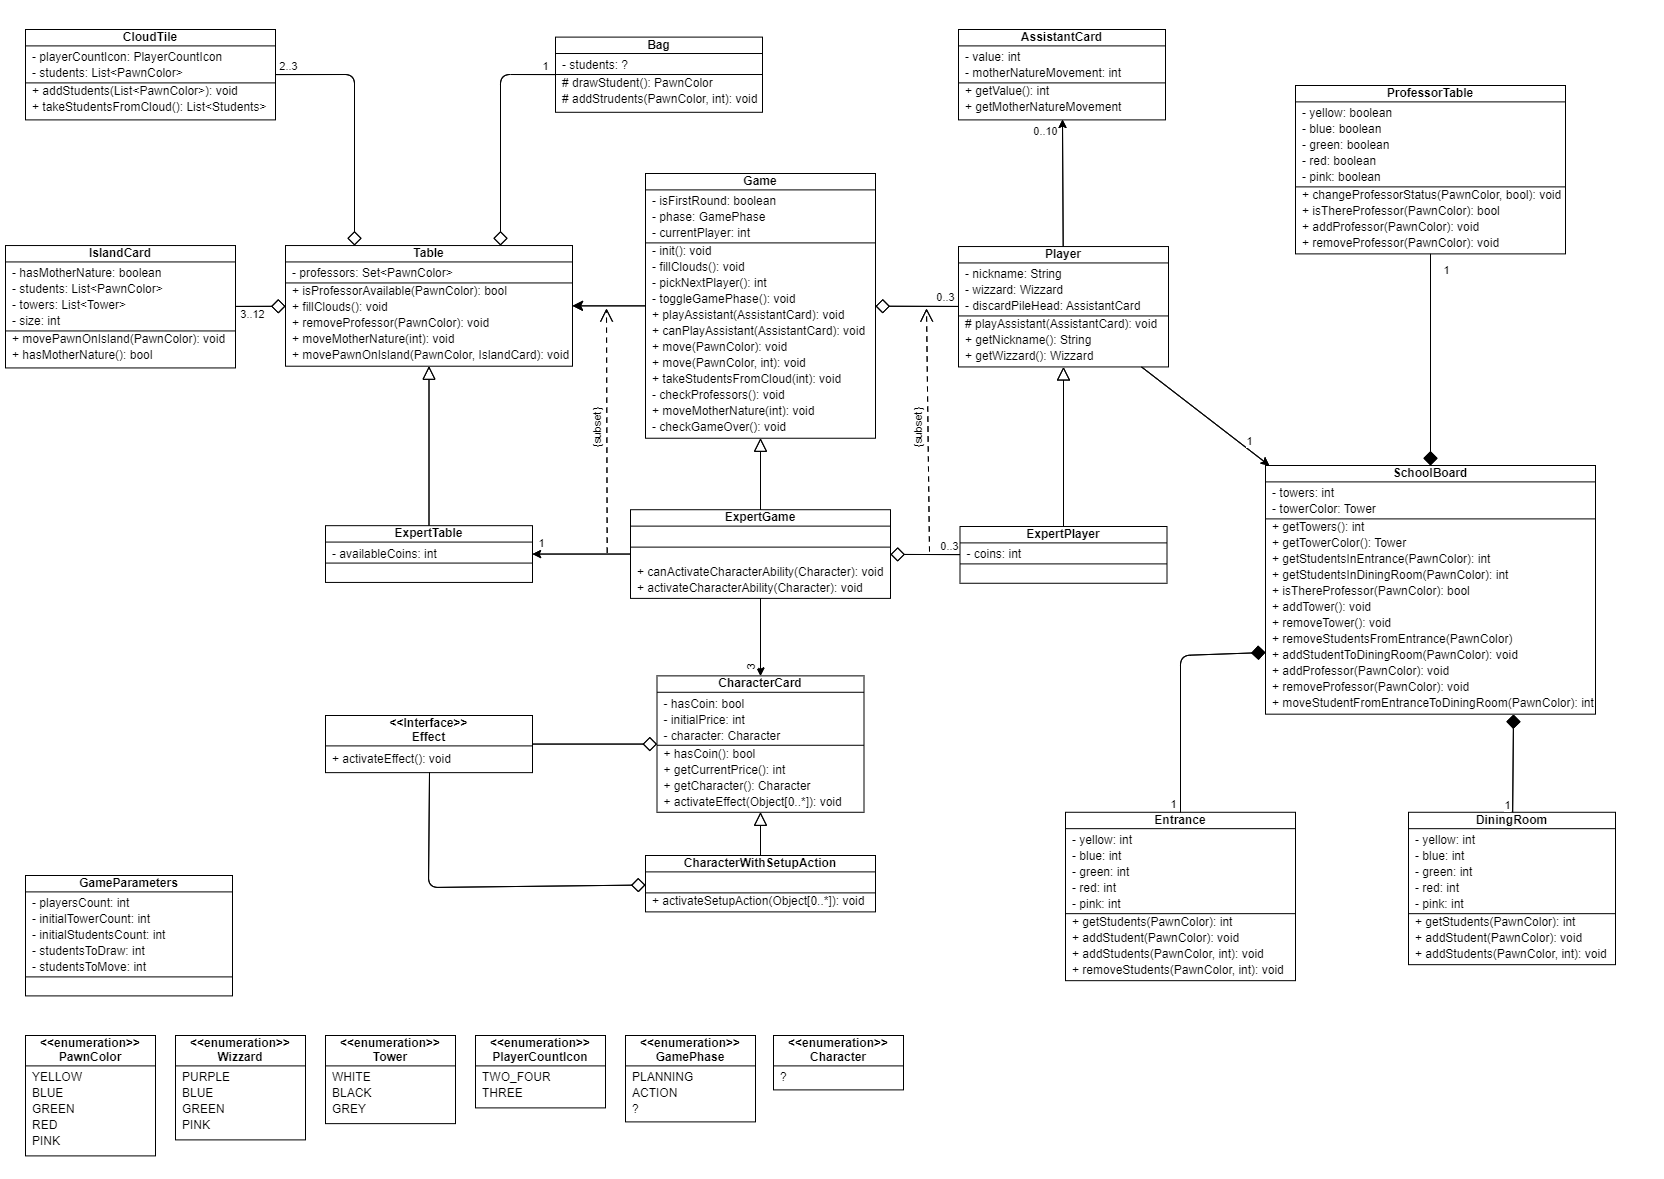 CloudTile
- playerCountIcon: PlayerCountIcon
- students: List<PawnColor>
+ addStudents(List<PawnColor>): void
+ takeStudentsFromCloud(): List<Students>
2..3
Bag
- students: ?
# drawStudent(): PawnColor
# addStrudents(PawnColor, int): void
1
AssistantCard
- value: int
- motherNatureMovement: int
+ getValue(): int
+ getMotherNatureMovement
0..10
ProfessorTable
- yellow: boolean
- blue: boolean
- green: boolean
- red: boolean
- pink: boolean
+ changeProfessorStatus(PawnColor, bool): void
+ isThereProfessor(PawnColor): bool
+ addProfessor(PawnColor): void
+ removeProfessor(PawnColor): void
1
IslandCard
- hasMotherNature: boolean
- students: List<PawnColor>
- towers: List<Tower>
- size: int
+ movePawnOnIsland(PawnColor): void
+ hasMotherNature(): bool
3..12
Table
- professors: Set<PawnColor>
+ isProfessorAvailable(PawnColor): bool
+ fillClouds(): void
+ removeProfessor(PawnColor): void
+ moveMotherNature(int): void
+ movePawnOnIsland(PawnColor, IslandCard): void
Game
- isFirstRound: boolean
- phase: GamePhase
- currentPlayer: int
- init(): void
- fillClouds(): void
- pickNextPlayer(): int
- toggleGamePhase(): void
+ playAssistant(AssistantCard): void
+ canPlayAssistant(AssistantCard): void
+ move(PawnColor): void
+ move(PawnColor, int): void
+ takeStudentsFromCloud(int): void
- checkProfessors(): void
+ moveMotherNature(int): void
- checkGameOver(): void
0..3
Player
- nickname: String
- wizzard: Wizzard
- discardPileHead: AssistantCard
# playAssistant(AssistantCard): void
+ getNickname(): String
+ getWizzard(): Wizzard
{subset}
{subset}
1
SchoolBoard
- towers: int
- towerColor: Tower
+ getTowers(): int
+ getTowerColor(): Tower
+ getStudentsInEntrance(PawnColor): int
+ getStudentsInDiningRoom(PawnColor): int
+ isThereProfessor(PawnColor): bool
+ addTower(): void
+ removeTower(): void
+ removeStudentsFromEntrance(PawnColor)
+ addStudentToDiningRoom(PawnColor): void
+ addProfessor(PawnColor): void
+ removeProfessor(PawnColor): void
+ moveStudentFromEntranceToDiningRoom(PawnColor): int
ExpertTable
- availableCoins: int
1
ExpertGame
+ canActivateCharacterAbility(Character): void
+ activateCharacterAbility(Character): void
0..3
ExpertPlayer
- coins: int
3
CharacterCard
- hasCoin: bool
- initialPrice: int
- character: Character
+ hasCoin(): bool
+ getCurrentPrice(): int
+ getCharacter(): Character
+ activateEffect(Object[0..*]): void
<<Interface>>
Effect
+ activateEffect(): void
CharacterWithSetupAction
+ activateSetupAction(Object[0..*]): void
1
Entrance
- yellow: int
- blue: int
- green: int
- red: int
- pink: int
+ getStudents(PawnColor): int
+ addStudent(PawnColor): void
+ addStudents(PawnColor, int): void
+ removeStudents(PawnColor, int): void
1
DiningRoom
- yellow: int
- blue: int
- green: int
- red: int
- pink: int
+ getStudents(PawnColor): int
+ addStudent(PawnColor): void
+ addStudents(PawnColor, int): void
GameParameters
- playersCount: int
- initialTowerCount: int
- initialStudentsCount: int
- studentsToDraw: int
- studentsToMove: int
<<enumeration>>
PawnColor
YELLOW
BLUE
GREEN
RED
PINK
<<enumeration>>
Wizzard
PURPLE
BLUE
GREEN
PINK
<<enumeration>>
Tower
WHITE
BLACK
GREY
<<enumeration>>
PlayerCountIcon
TWO_FOUR
THREE
<<enumeration>>
GamePhase
PLANNING
ACTION
?
<<enumeration>>
Character
?